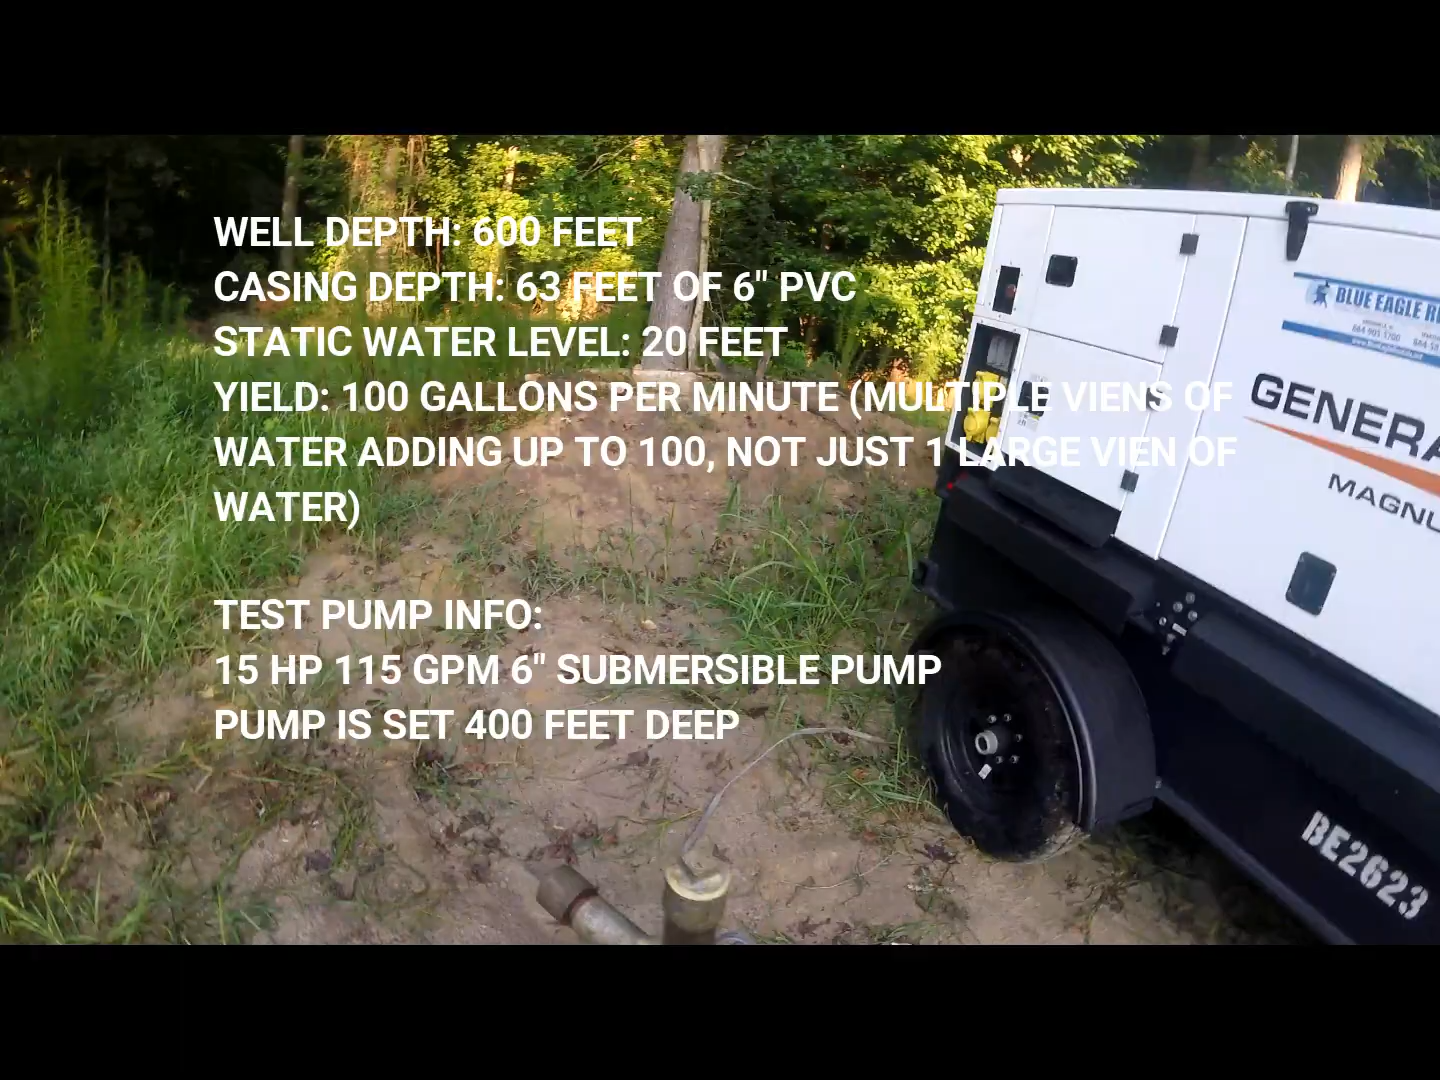 WELL DEPTH: 600 FEET
CASING DEPTH: 63 FEET OF 6" PVC
STATIC WATER LEVEL: 20 FEET
YIELD: 100 GALLONS PER MINUTE (MULTIPLE VIENS OF
WATER ADDING UP TO 100, NOT JUST 1 LARGE VIEN OF
WATER)
TEST PUMP INFO:
15 HP 115 GPM 6" SUBMERSIBLE PUMP
PUMP IS SET 400 FEET DEEP
BLUE EAGLE
GENERA
MAGNU
BE2623